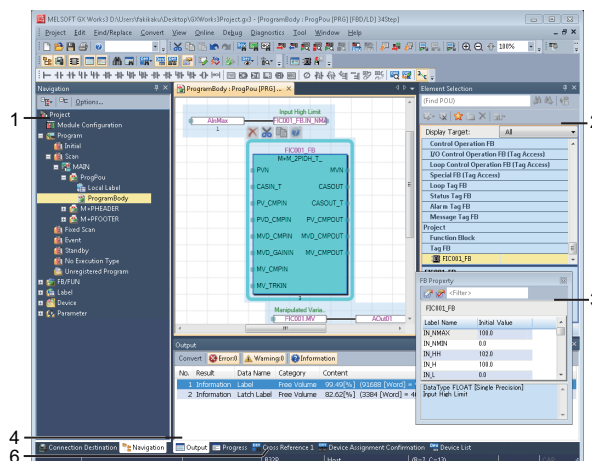 MELSOFT GX Works3 D:\Users\fakikaku\Desktop\GXWorks3Project.gx3 - [ProgramBody : ProgPou [PRG] [FBD/LD] 34Step]
Project Edit Find/Replace Convert View Online Debug Diagnostics Tool Window Help
100%
Navigation
ProgramBody : ProgPou [PRG] ...
Element Selection
Options...
(Find POU)
1
Project
Module Configuration
Program
Initial
Scan
MAIN
ProgPou
Local Label
ProgramBody
M+PHEADER
M+PFOOTER
Fixed Scan
Event
Standby
No Execution Type
Unregistered Program
FB/FUN
Label
Device
Parameter
Input High Limit
AInMax
FIC001_FB.IN_NMA
1
FIC001_FB
M+M_2PIDH_T_
PVN
MVN
CASIN_T
CASOUT
PV_CMPIN
CASOUT_T
PVD_CMPIN
PV_CMPOUT
MVD_CMPIN
MVD_CMPOUT
MVD_GAININ
MV_CMPOUT
MV_CMPIN
MV_TRKIN
Manipulated Varia..
FIC001.MV
AOut01
2
Display Target:
All
Control Operation FB
I/O Control Operation FB (Tag Access)
Loop Control Operation FB (Tag Access)
Special FB (Tag Access)
Loop Tag FB
Status Tag FB
Alarm Tag FB
Message Tag FB
Project
Function Block
Tag FB
FIC001_FB
FB Property
<Filter>
3
FIC001_FB
Label Name Initial Value
IN_NMAX 100.0
IN_NMIN 0.0
IN_HH 102.0
IN_H 100.0
IN_L 0.0
DataType FLOAT [Single Precision]
Input High Limit
Output
Convert Error:0 Warning:0 Information
No. Result Data Name Category Content
1 Information Label Free Volume 99.49[%] (91688 [Word]
2 Information Latch Label Free Volume 82.62[%] (3384 [Word]
4
Connection Destination Navigation
Output Progress Cross Reference 1 Device Assignment Confirmation Device List
6
Host